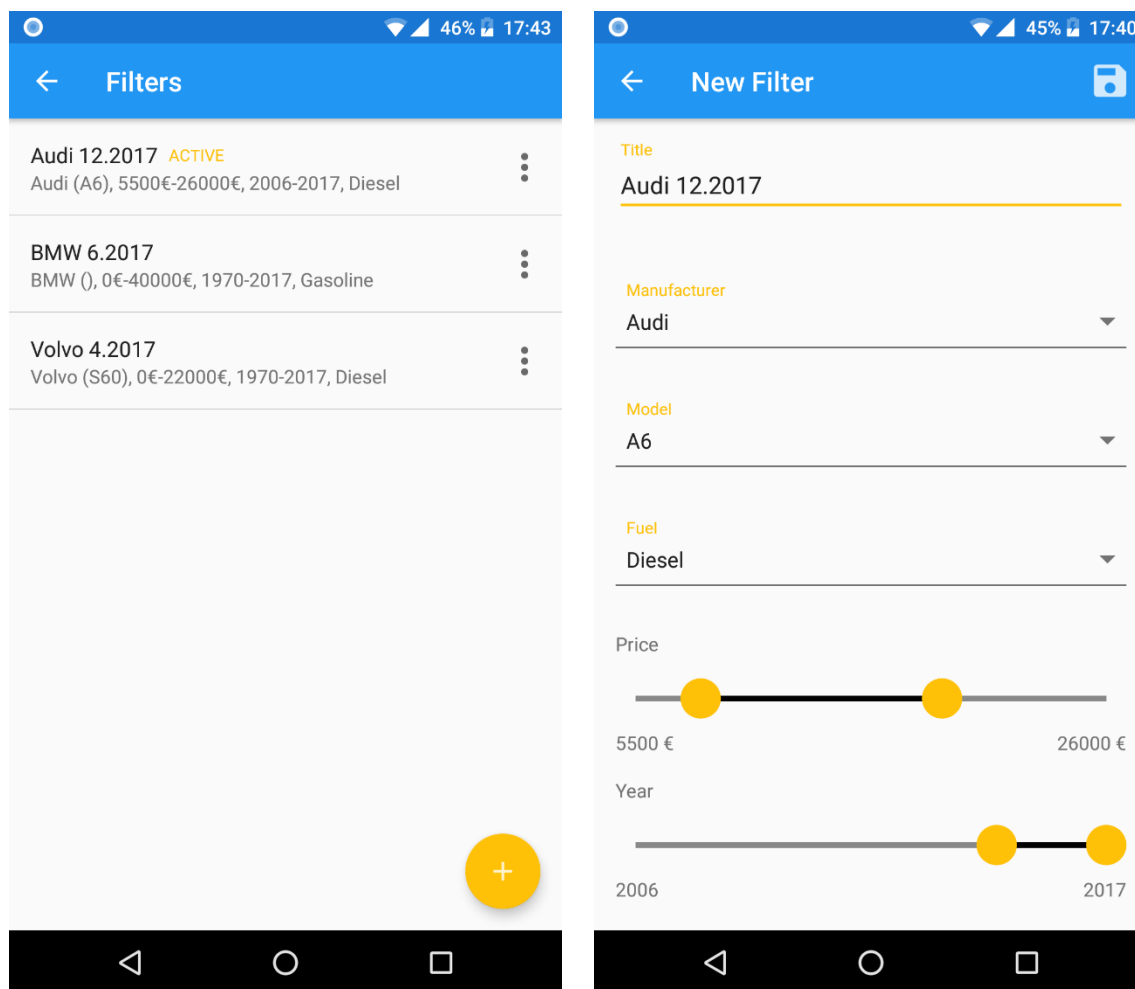 46% 17:43
Filters
Audi 12.2017 ACTIVE
Audi (A6), 5500€-26000€, 2006-2017, Diesel
BMW 6.2017
BMW (), 0€-40000€, 1970-2017, Gasoline
Volvo 4.2017
Volvo (S60), 0€-22000€, 1970-2017, Diesel
45% 17:40
New Filter
Title
Audi 12.2017
Manufacturer
Audi
Model
A6
Fuel
Diesel
Price
5500 € 26000 €
Year
2006 2017